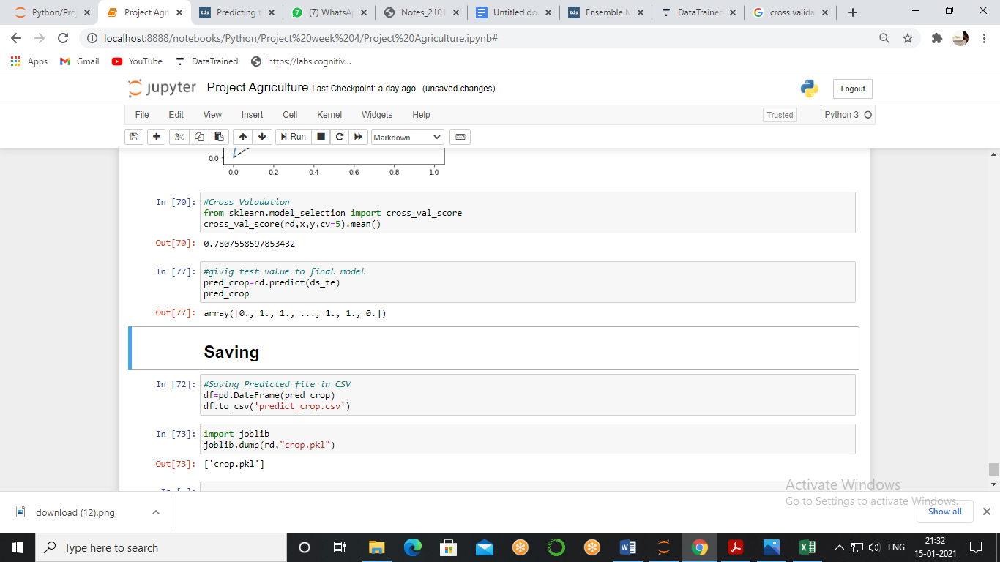 Python/Proj
Project Agri
Predicting t
(7) WhatsA
Notes_2101
Untitled do
Ensemble M
DataTrained
cross valida
localhost:8888/notebooks/Python/Project%20week%204/Project%20Agriculture.ipynb#
Apps
Gmail
YouTube
DataTrained
https://labs.cognitiv...
jupyter Project Agriculture Last Checkpoint: a day ago (unsaved changes)
Logout
File Edit View Insert Cell Kernel Widgets Help
Trusted
Python 3
Run
Markdown
0.0
0.0 0.2 0.4 0.6 0.8 1.0
In [70]: #Cross Valadation
from sklearn.model_selection import cross_val_score
cross_val_score(rd,x,y,cv=5).mean()
Out[70]: 0.7807558597853432
In [77]: #givig test value to final model
pred_crop=rd.predict(ds_te)
pred_crop
Out[77]: array([0., 1., 1., ..., 1., 1., 0.])
Saving
In [72]: #Saving Predicted file in CSV
df=pd.DataFrame(pred_crop)
df.to_csv('predict_crop.csv')
In [73]: import joblib
joblib.dump(rd,"crop.pkl")
Out[73]: ['crop.pkl']
Activate Windows
Go to Settings to activate Windows.
download (12).png
Show all
Type here to search
ENG
21:32
15-01-2021